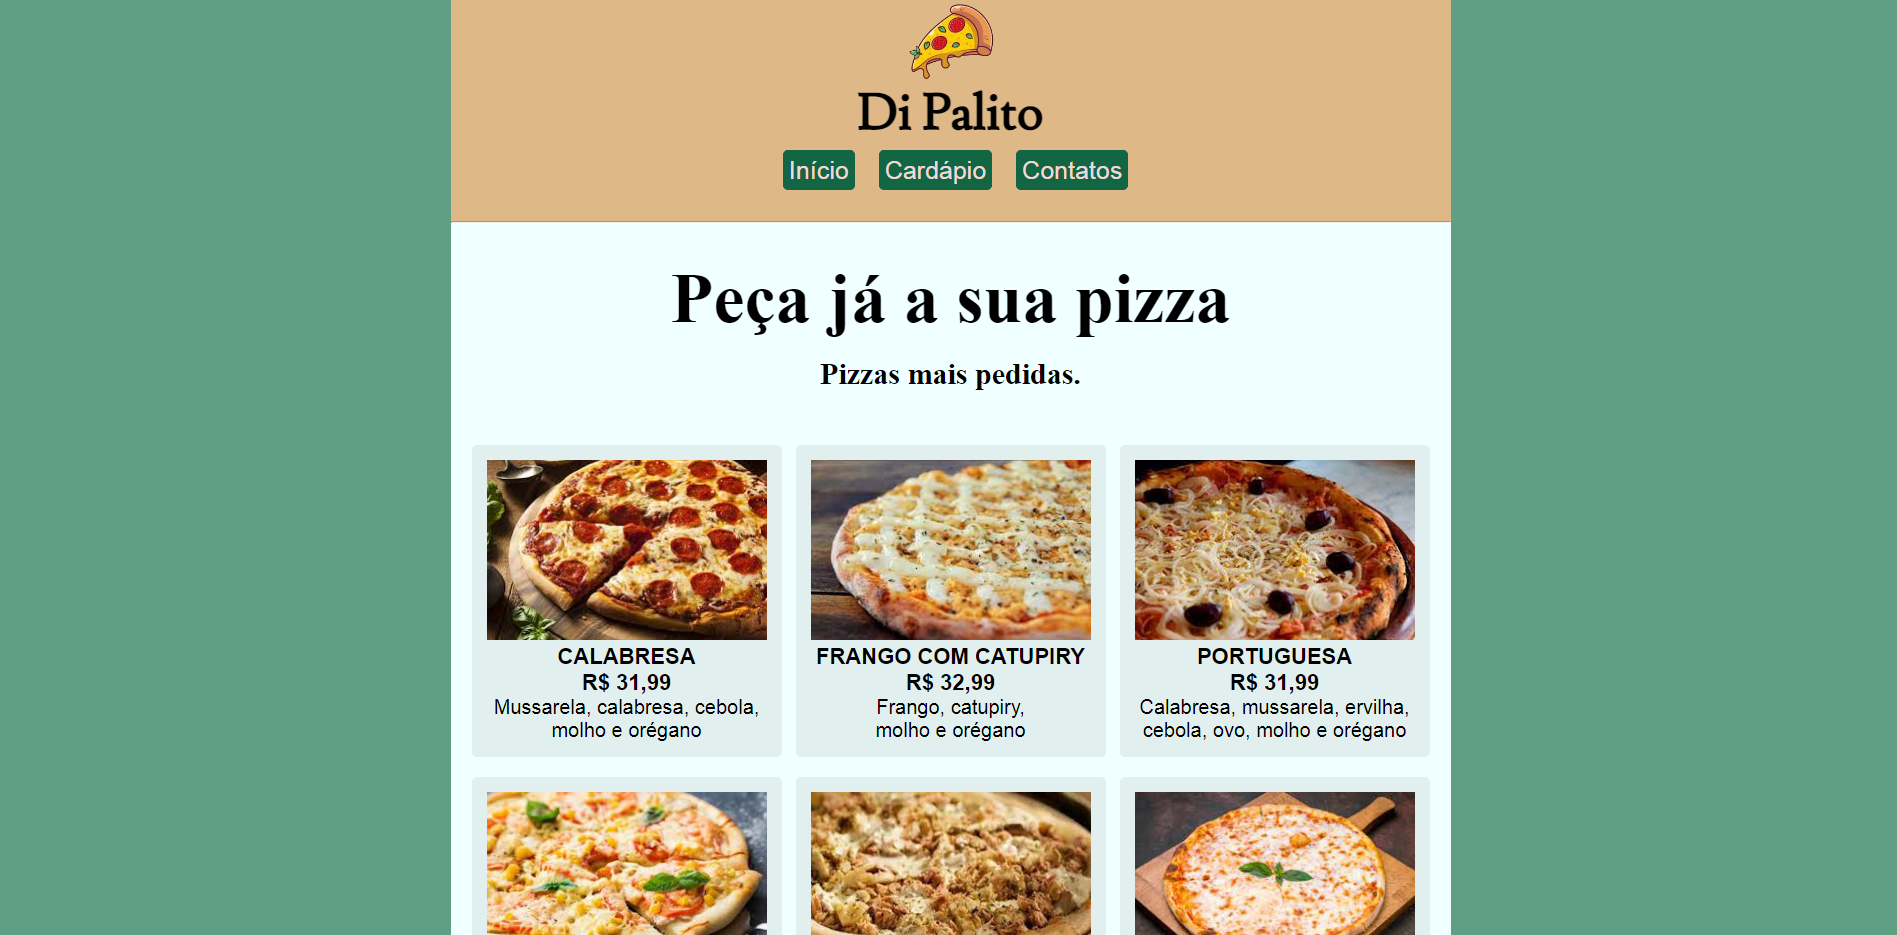 Di Palito
Início Cardápio Contatos
Peça já a sua pizza
Pizzas mais pedidas.
CALABRESA
R$ 31,99
Mussarela, calabresa, cebola,
molho e orégano
FRANGO COM CATUPIRY
R$ 32,99
Frango, catupiry,
molho e orégano
PORTUGUESA
R$ 31,99
Calabresa, mussarela, ervilha,
cebola, ovo, molho e orégano